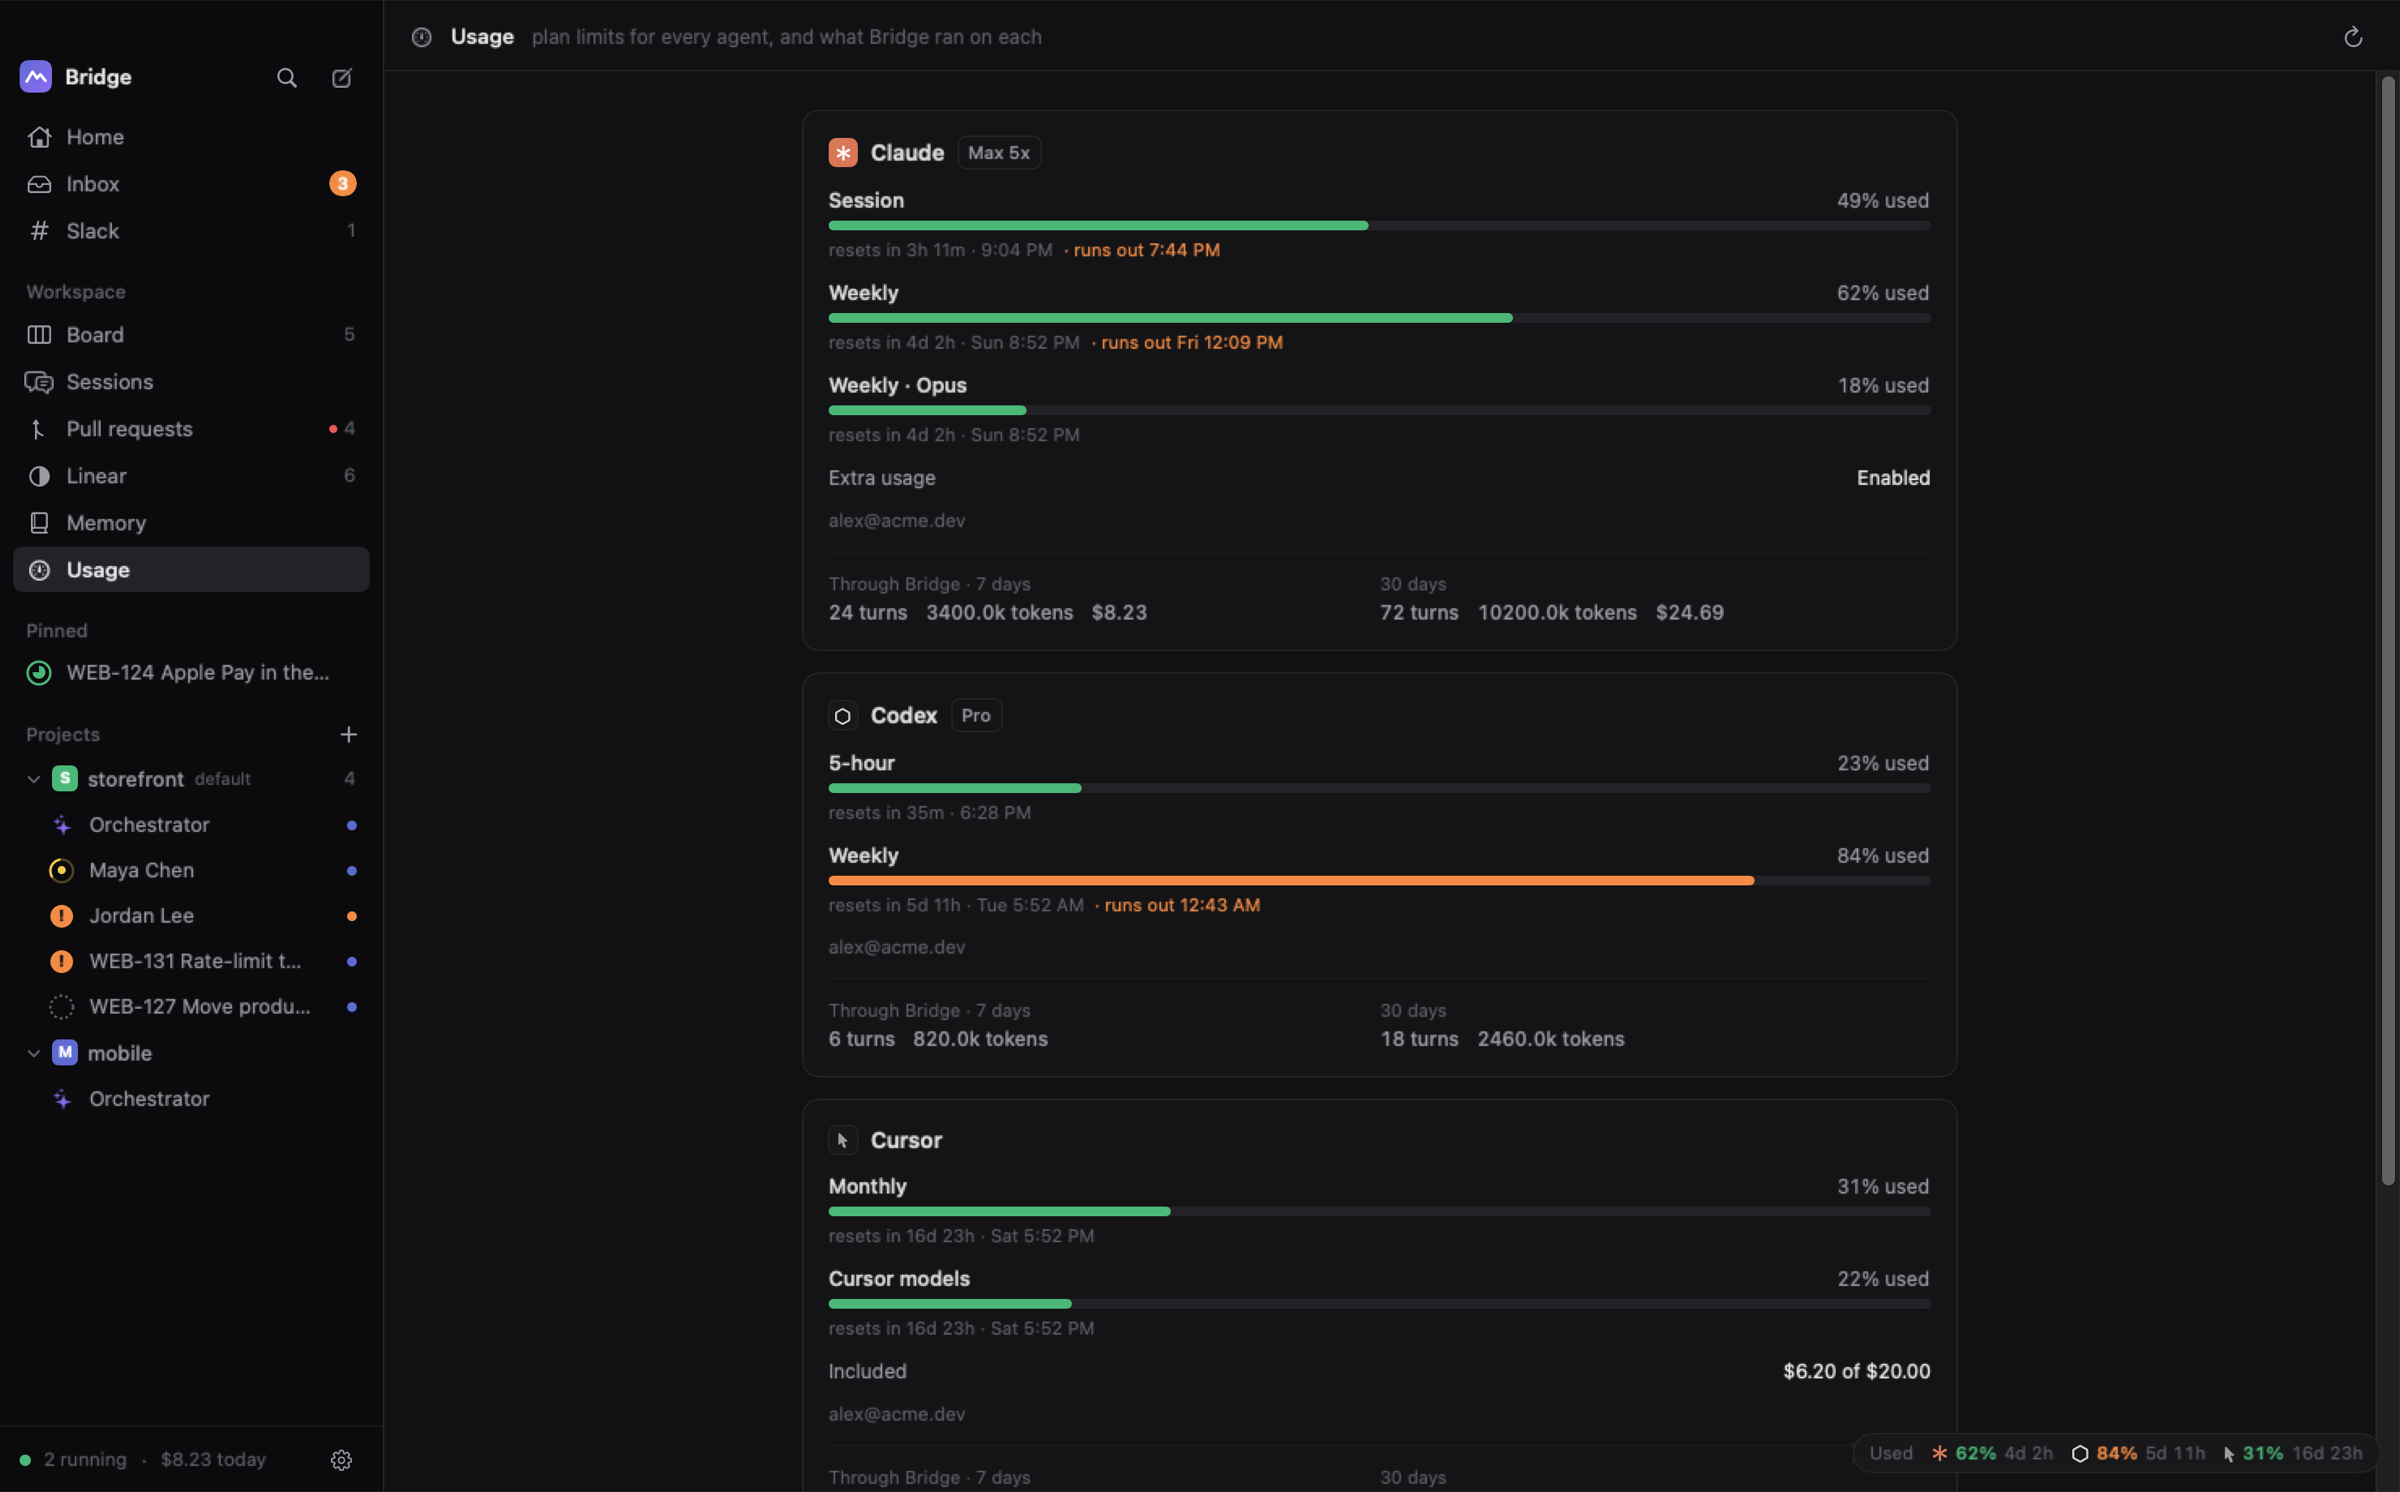 Bridge
Home
Inbox 3
Slack 1
Workspace
Board 5
Sessions
Pull requests 4
Linear 6
Memory
Usage
Pinned
WEB-124 Apple Pay in the...
Projects
S storefront default 4
Orchestrator
Maya Chen
Jordan Lee
WEB-131 Rate-limit t...
WEB-127 Move produ...
M mobile
Orchestrator
2 running · $8.23 today
Usage plan limits for every agent, and what Bridge ran on each
Claude Max 5x
Session 49% used
resets in 3h 11m · 9:04 PM · runs out 7:44 PM
Weekly 62% used
resets in 4d 2h · Sun 8:52 PM · runs out Fri 12:09 PM
Weekly · Opus 18% used
resets in 4d 2h · Sun 8:52 PM
Extra usage Enabled
alex@acme.dev
Through Bridge · 7 days 30 days
24 turns 3400.0k tokens $8.23 72 turns 10200.0k tokens $24.69
Codex Pro
5-hour 23% used
resets in 35m · 6:28 PM
Weekly 84% used
resets in 5d 11h · Tue 5:52 AM · runs out 12:43 AM
alex@acme.dev
Through Bridge · 7 days 30 days
6 turns 820.0k tokens 18 turns 2460.0k tokens
Cursor
Monthly 31% used
resets in 16d 23h · Sat 5:52 PM
Cursor models 22% used
resets in 16d 23h · Sat 5:52 PM
Included $6.20 of $20.00
alex@acme.dev
Through Bridge · 7 days 30 days
Used 62% 4d 2h 84% 5d 11h 31% 16d 23h